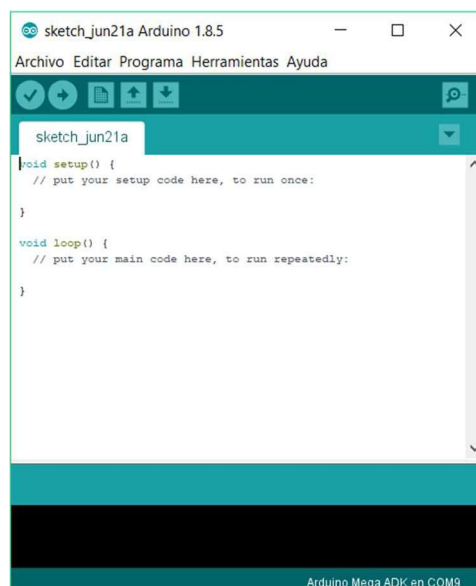 sketch_jun21a Arduino 1.8.5
Archivo Editar Programa Herramientas Ayuda
sketch_jun21a
void setup() {
// put your setup code here, to run once:
}
void loop() {
// put your main code here, to run repeatedly:
}
Arduino Mega ADK en COM9